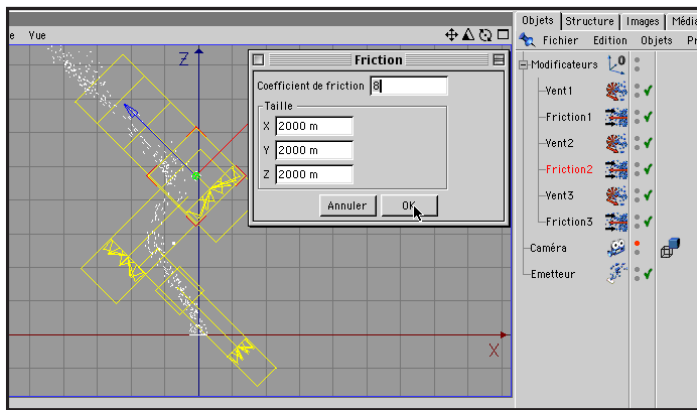 e Vue
Z
X
Friction
Coefficient de friction 8
Taille
X 2000 m
Y 2000 m
Z 2000 m
Annuler OK
Objets Structure Images Média
Fichier Edition Objets Pr
Modificateurs
Vent1
Friction1
Vent2
Friction2
Vent3
Friction3
Caméra
Emetteur